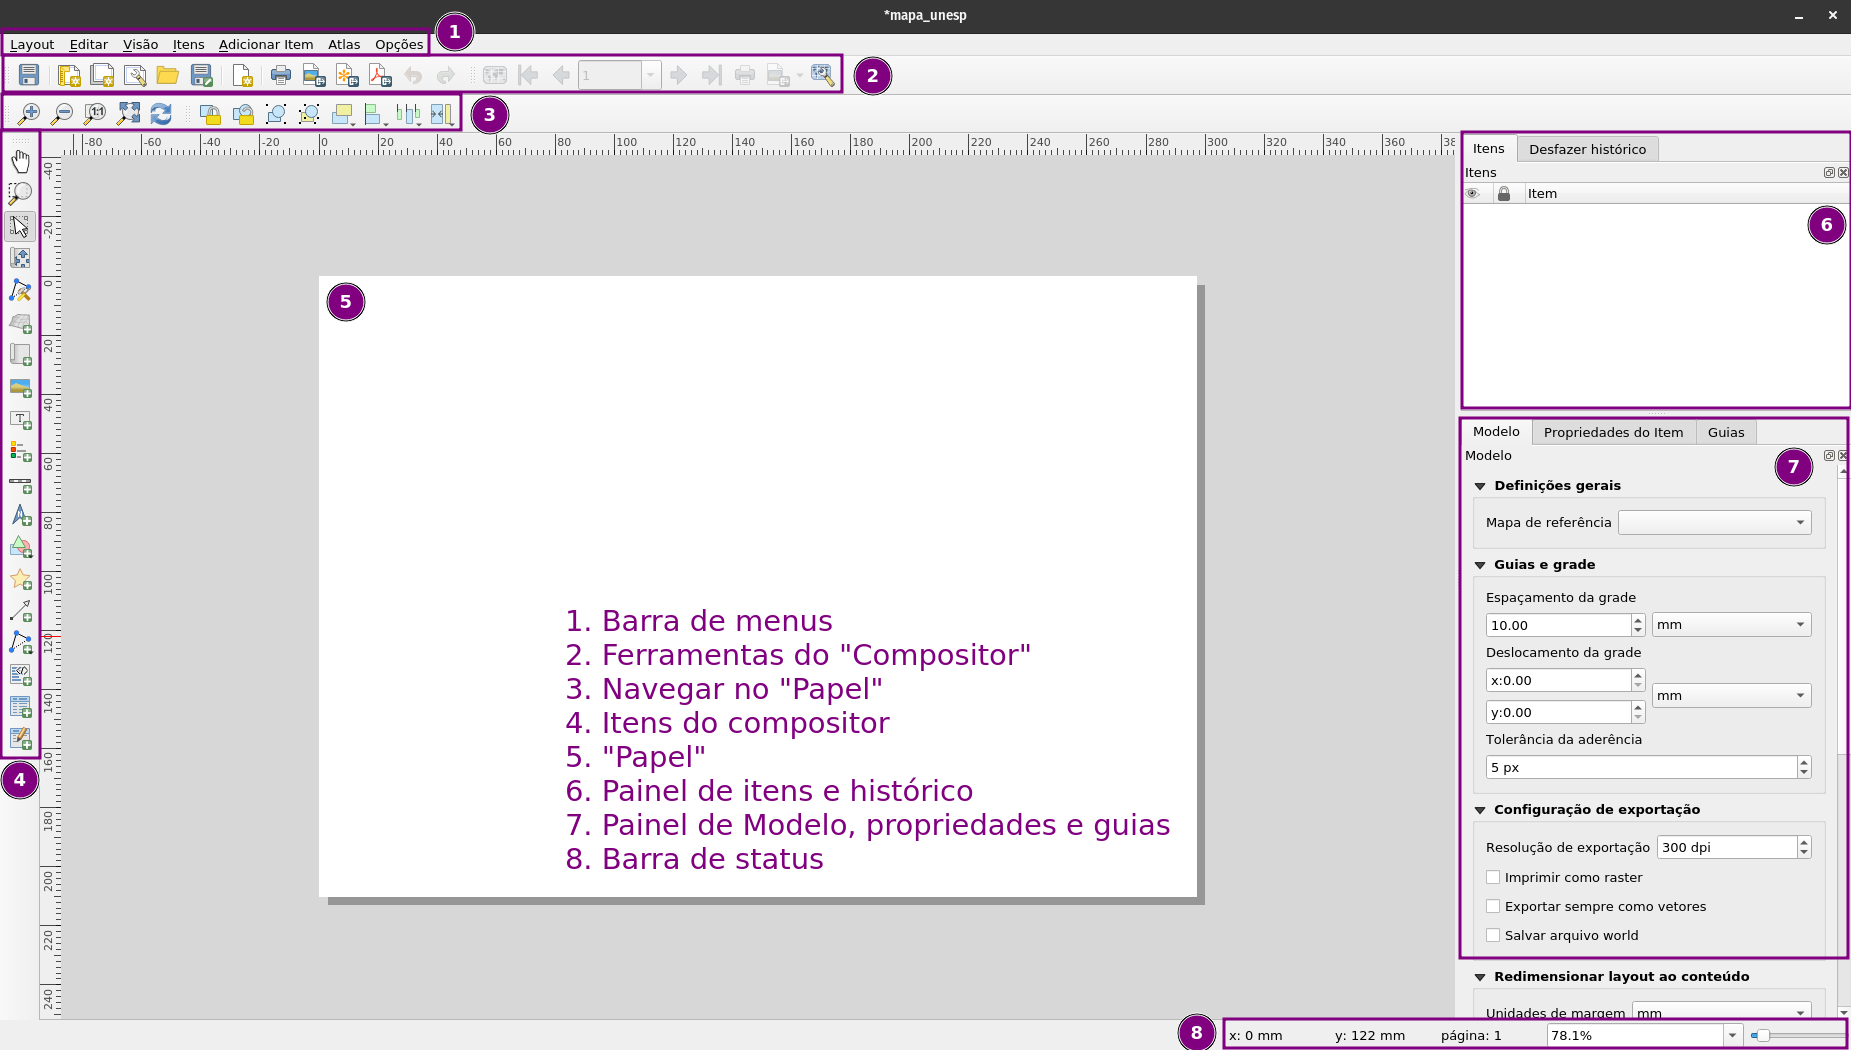 *mapa_unesp
Layout Editar Visão Itens Adicionar Item Atlas Opções
1
2
1
1:1
3
-80 -60 -40 -20 0 20 40 60 80 100 120 140 160 180 200 220 240 260 280 300 320 340 360 38
-40
-20
0
20
40
60
80
100
120
140
160
180
200
220
240
4
5
1. Barra de menus
2. Ferramentas do "Compositor"
3. Navegar no "Papel"
4. Itens do compositor
5. "Papel"
6. Painel de itens e histórico
7. Painel de Modelo, propriedades e guias
8. Barra de status
Itens Desfazer histórico
Itens
Item
6
Modelo Propriedades do Item Guias
Modelo
7
Definições gerais
Mapa de referência
Guias e grade
Espaçamento da grade
10.00 mm
Deslocamento da grade
x:0.00
mm
y:0.00
Tolerância da aderência
5 px
Configuração de exportação
Resolução de exportação 300 dpi
Imprimir como raster
Exportar sempre como vetores
Salvar arquivo world
Redimensionar layout ao conteúdo
Unidades de margem mm
8
x: 0 mm y: 122 mm página: 1 78.1%